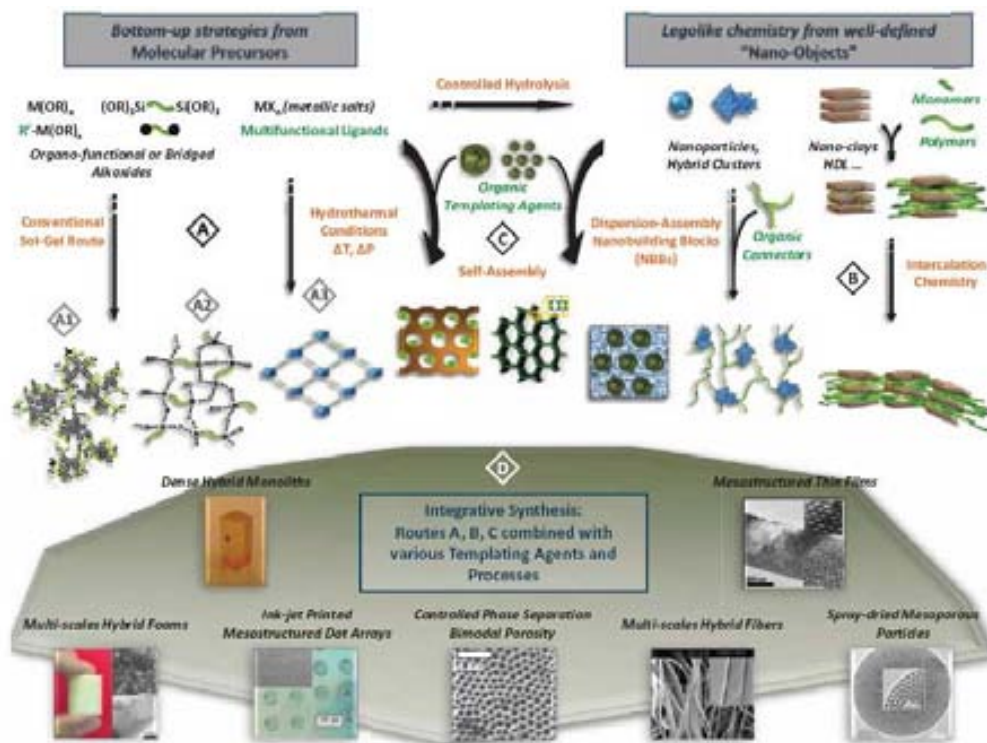 Bottom-up strategies from
Molecular Precursors
Legolike chemistry from well-defined
"Nano-Objects"
Controlled Hydrolysis
M(OR)ₙ (OR)₃Si Si(OR)₃
R'-M(OR)ₙ
Organo-functional or Bridged
Alkoxides
MXₙ (metallic salts)
Multifunctional Ligands
Organic
Templating Agents
Nanoparticles,
Hybrid Clusters
Nano-clays
HDL ...
Monomers
Polymers
Conventional
Sol-Gel Route
A
Hydrothermal
Conditions
ΔT, ΔP
C
Self-Assembly
Dispersion-Assembly
Nanobuilding Blocks
(NBBs)
Organic
Connectors
B
Intercalation
Chemistry
A1
A2
A3
D
Dense Hybrid Monoliths
Integrative Synthesis:
Routes A, B, C combined with
various Templating Agents and
Processes
Mesostructured Thin Films
Multi-scales Hybrid Foams
Ink-jet Printed
Mesostructured Dot Arrays
Controlled Phase Separation
Bimodal Porosity
Multi-scales Hybrid Fibers
Spray-dried Mesoporous
Particles